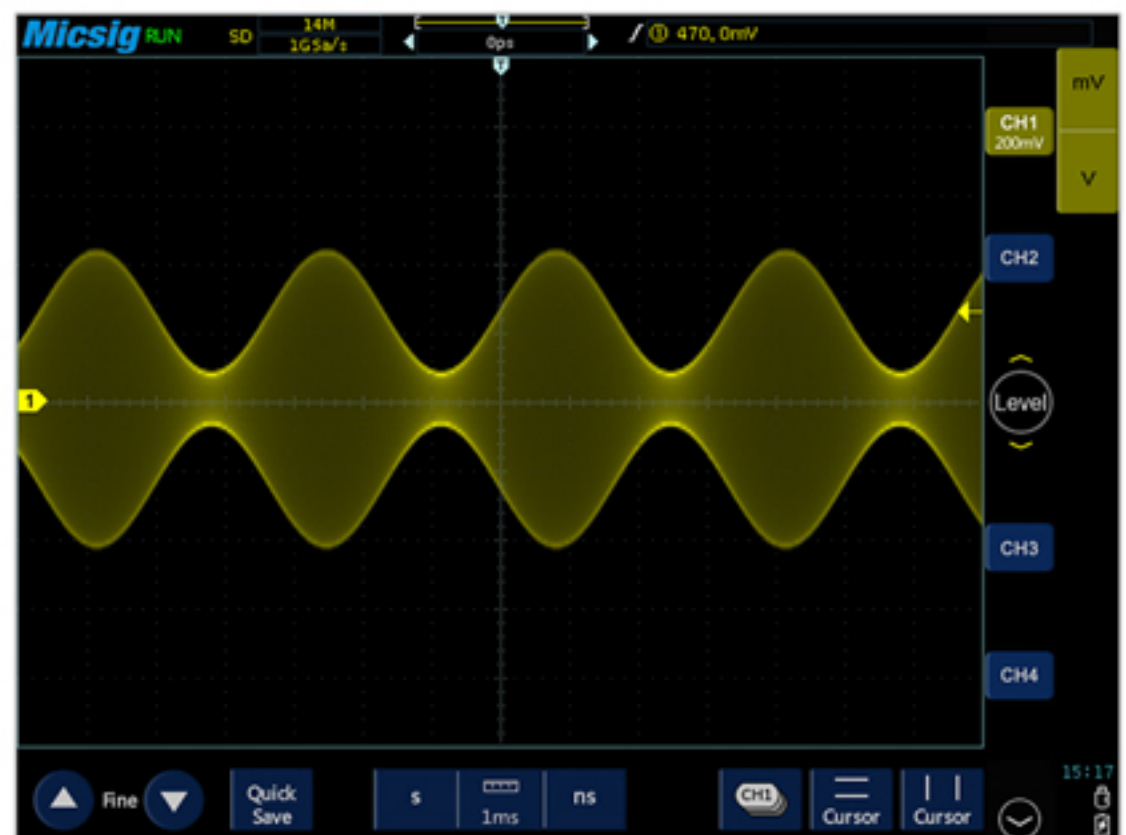 Micsig RUN SD 14M
1GSa/s
T
0ps
① 470, 0mV
T
mV
CH1
200mV
V
CH2
1
Level
CH3
CH4
Fine
Quick
Save
s
1ms
ns
CH1
Cursor
Cursor
15:17